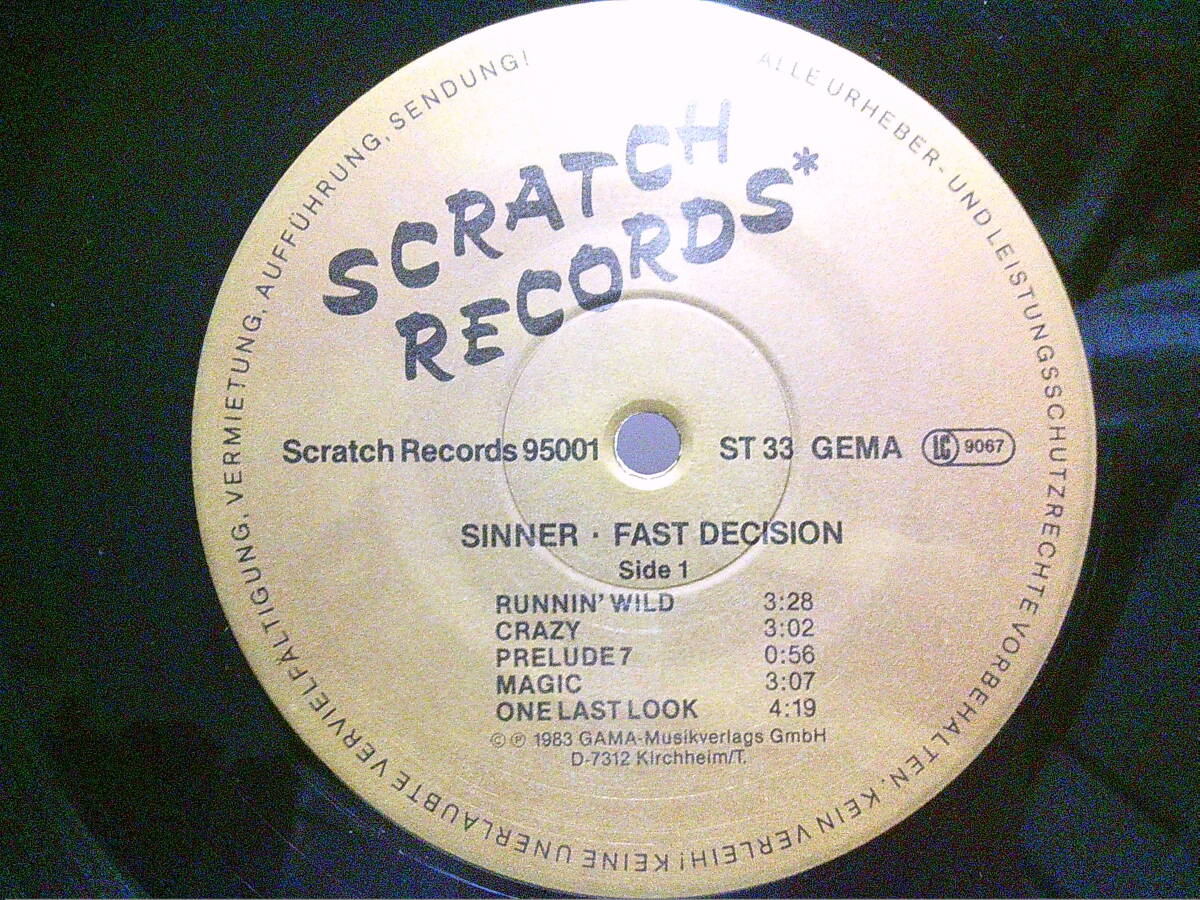 ALLE URHEBER- UND LEISTUNGSSCHUTZRECHTE VORBEHALTEN. KEIN VERLEIH! KEINE UNERLAUBTE VERVIELFÄLTIGUNG, VERMIETUNG, AUFFÜHRUNG, SENDUNG!
SCRATCH
RECORDS*
Scratch Records 95001 ST 33 GEMA LC 9067
SINNER · FAST DECISION
Side 1
RUNNIN' WILD 3:28
CRAZY 3:02
PRELUDE 7 0:56
MAGIC 3:07
ONE LAST LOOK 4:19
© ℗ 1983 GAMA-Musikverlags GmbH
D-7312 Kirchheim/T.